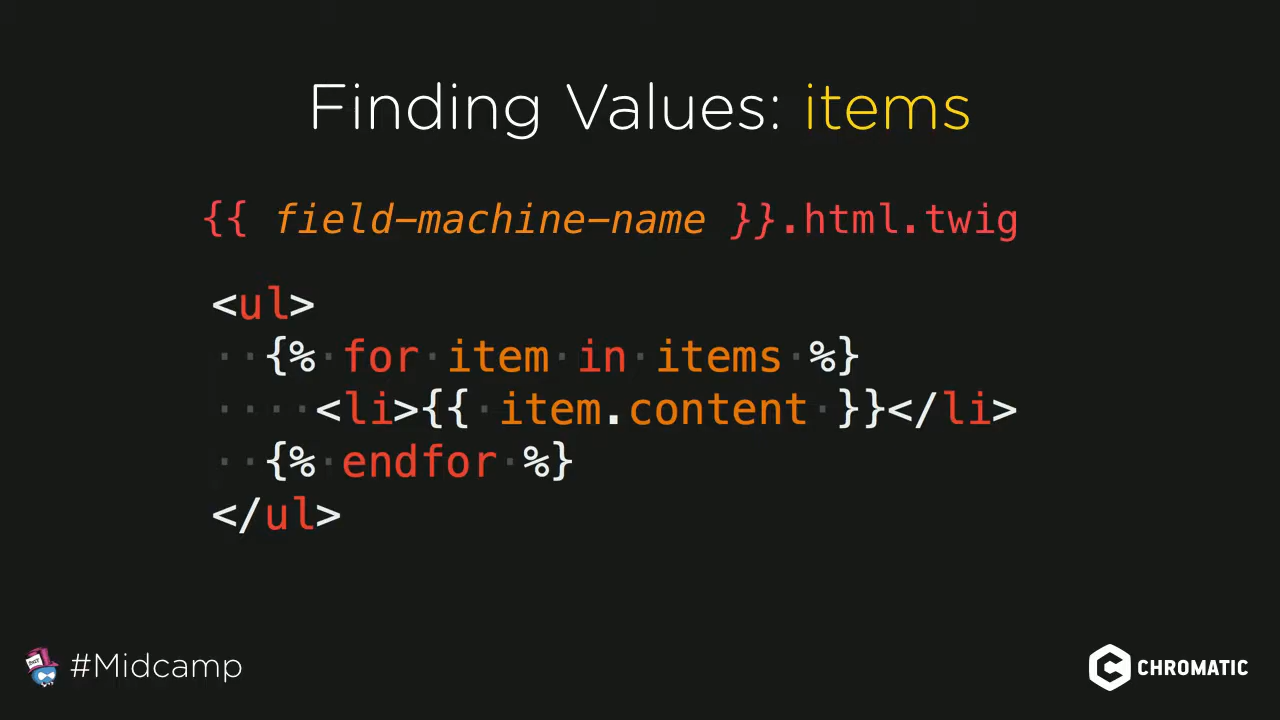 Finding Values: items
{{ field-machine-name }}.html.twig
<ul>
  {% for item in items %}
    <li>{{ item.content }}</li>
  {% endfor %}
</ul>
#Midcamp
CHROMATIC